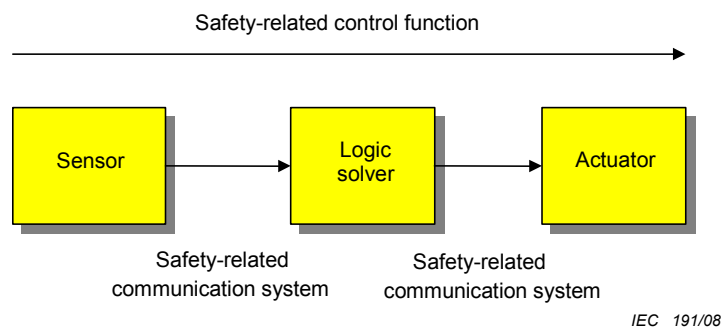 Safety-related control function
Sensor
Logic
solver
Actuator
Safety-related
communication system
Safety-related
communication system
IEC 191/08